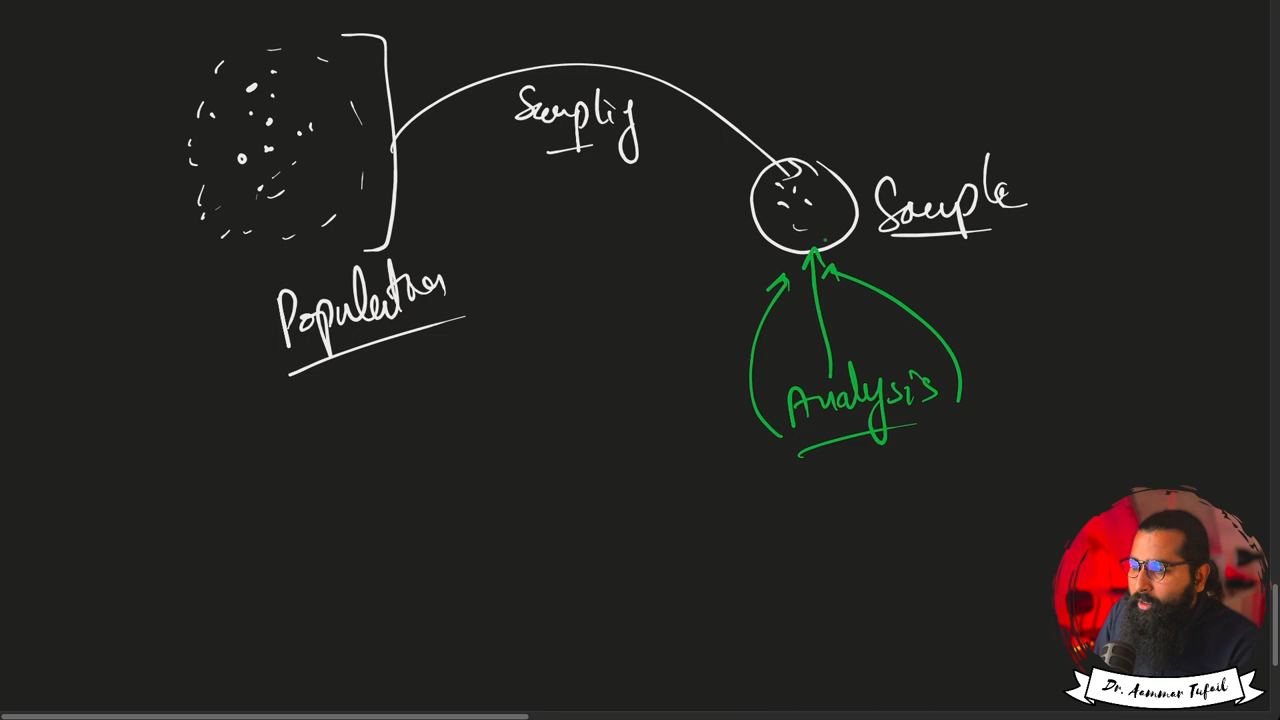 Sampling
Sample
Population
Analysis
Dr. Aammar Tufail